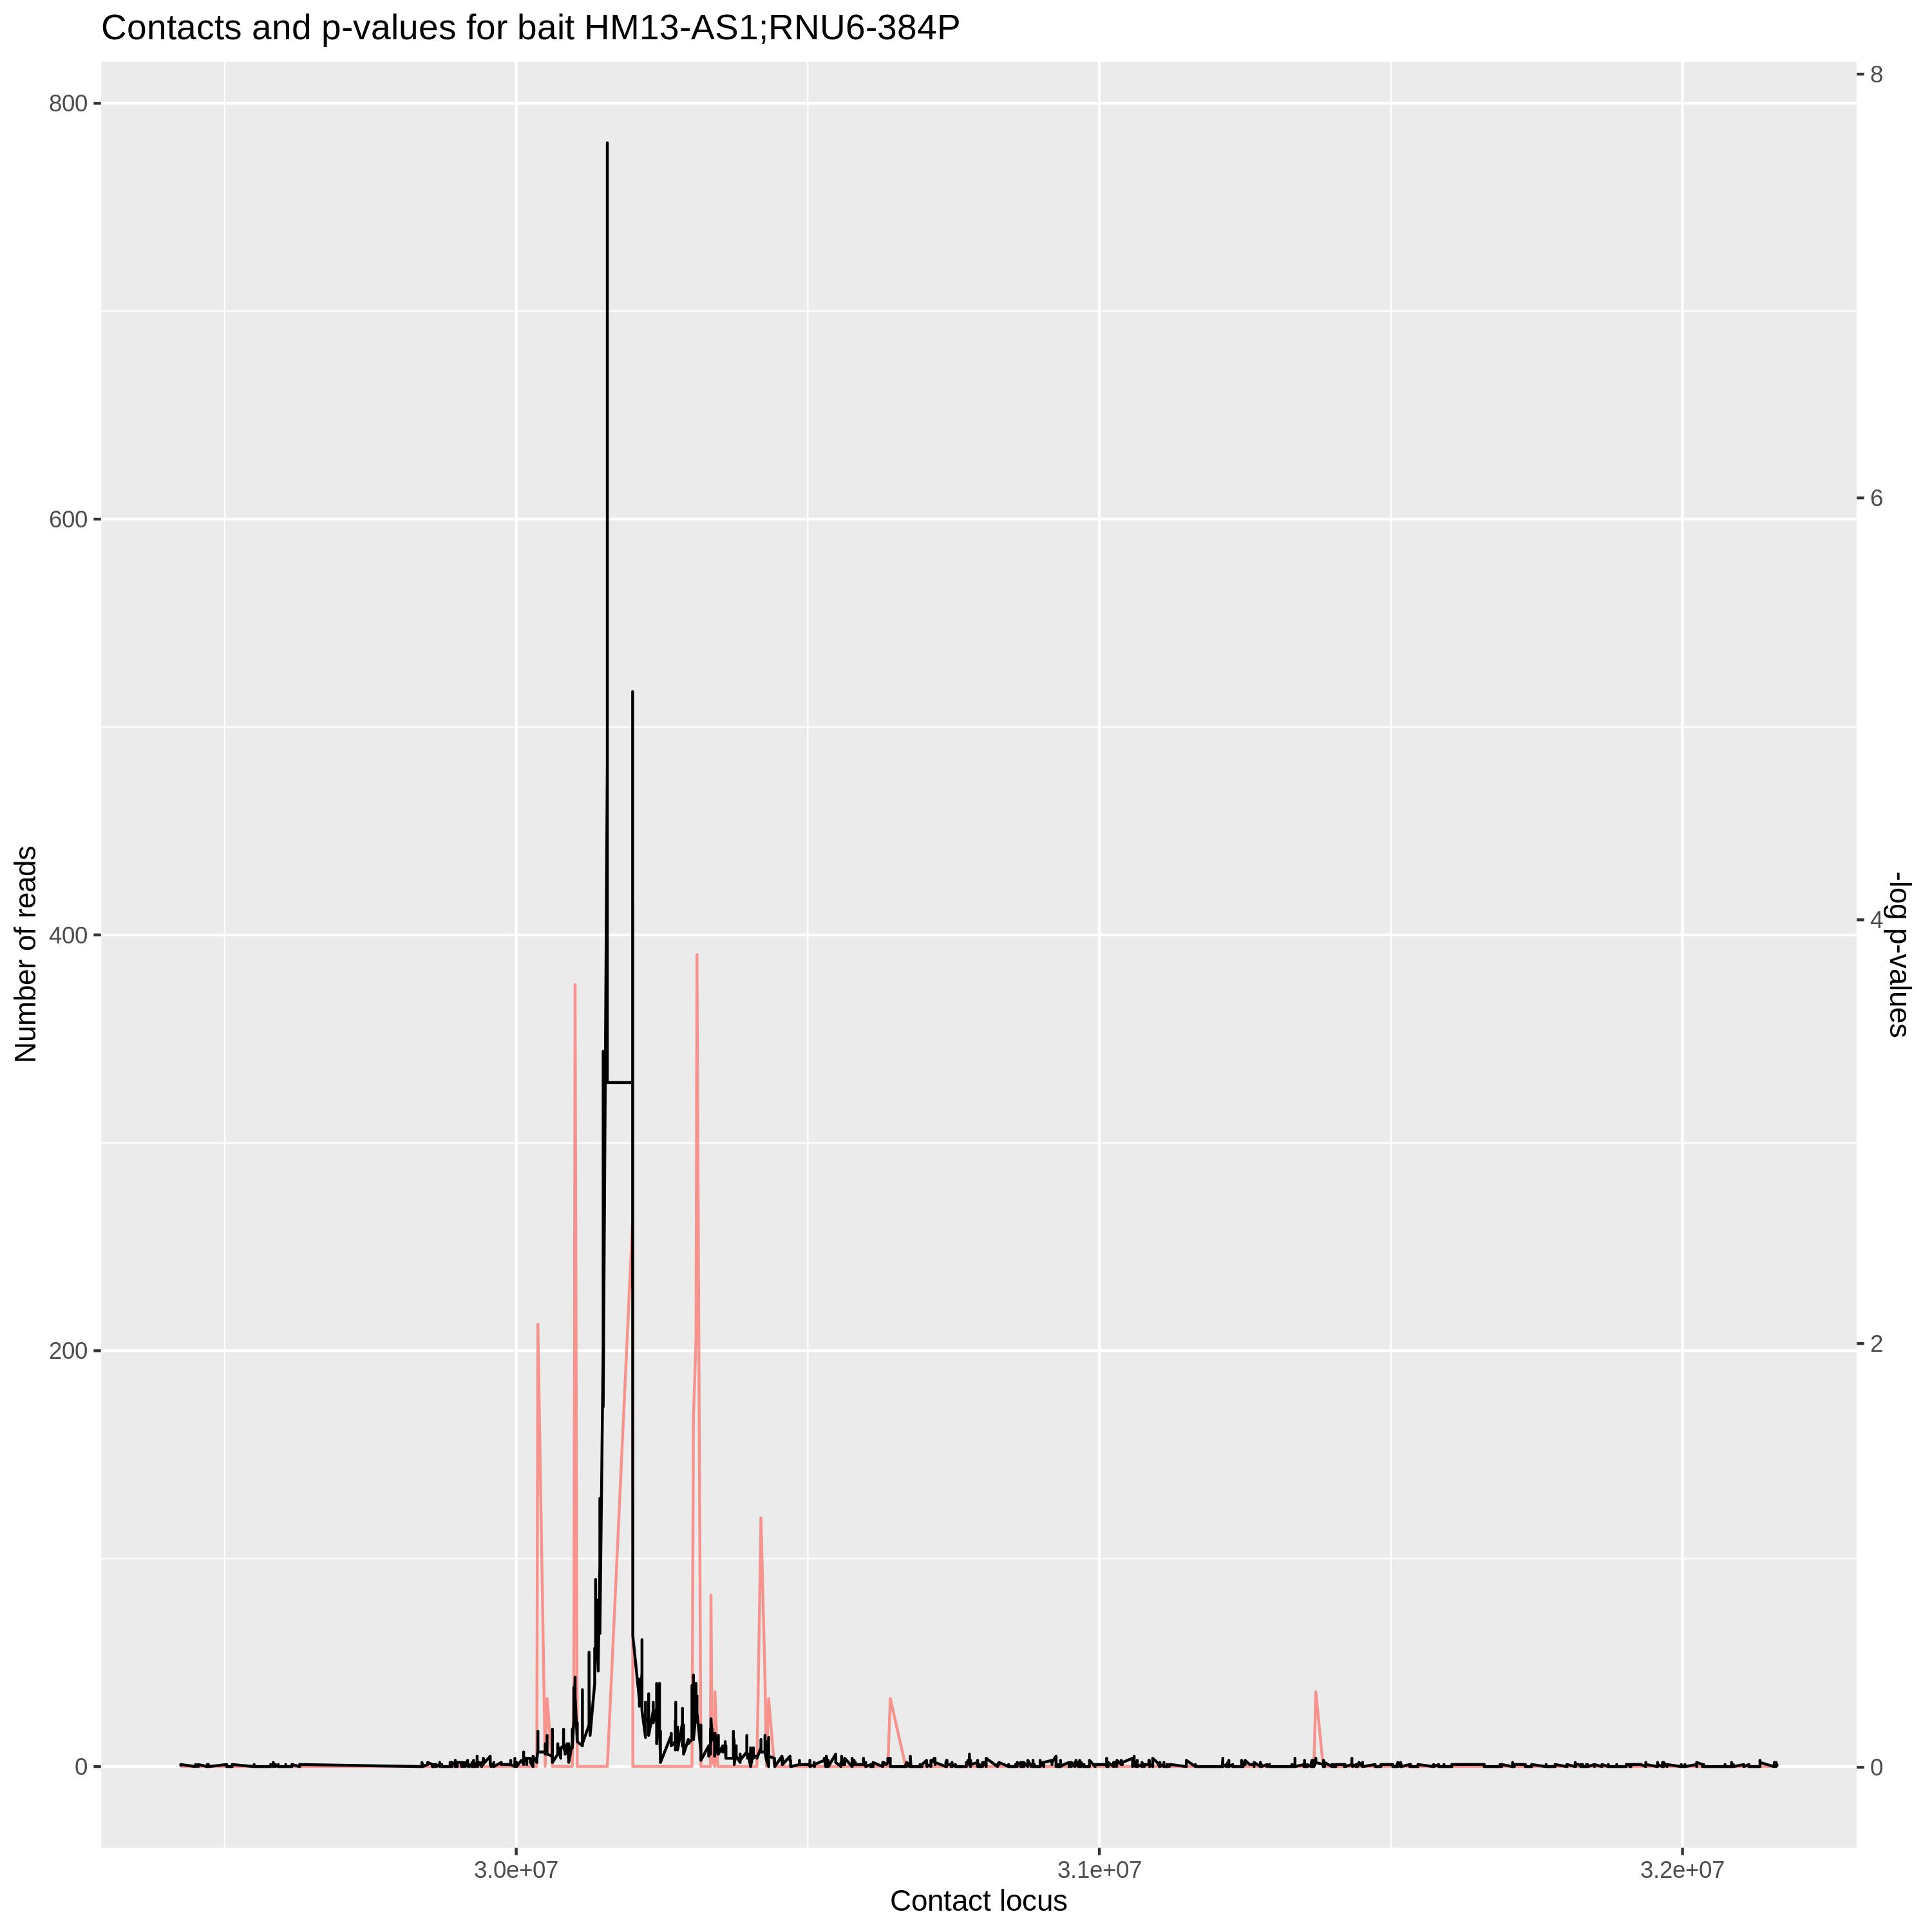 Contacts and p-values for bait HM13-AS1;RNU6-384P
800
600
400
200
0
8
6
4
2
0
Number of reads
-log p-values
3.0e+07
3.1e+07
3.2e+07
Contact locus